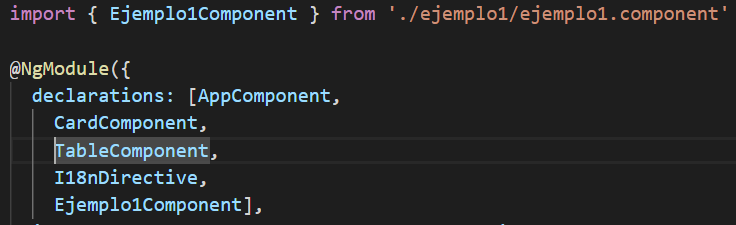 import { Ejemplo1Component } from './ejemplo1/ejemplo1.component'
@NgModule({
declarations: [AppComponent,
CardComponent,
TableComponent,
I18nDirective,
Ejemplo1Component],